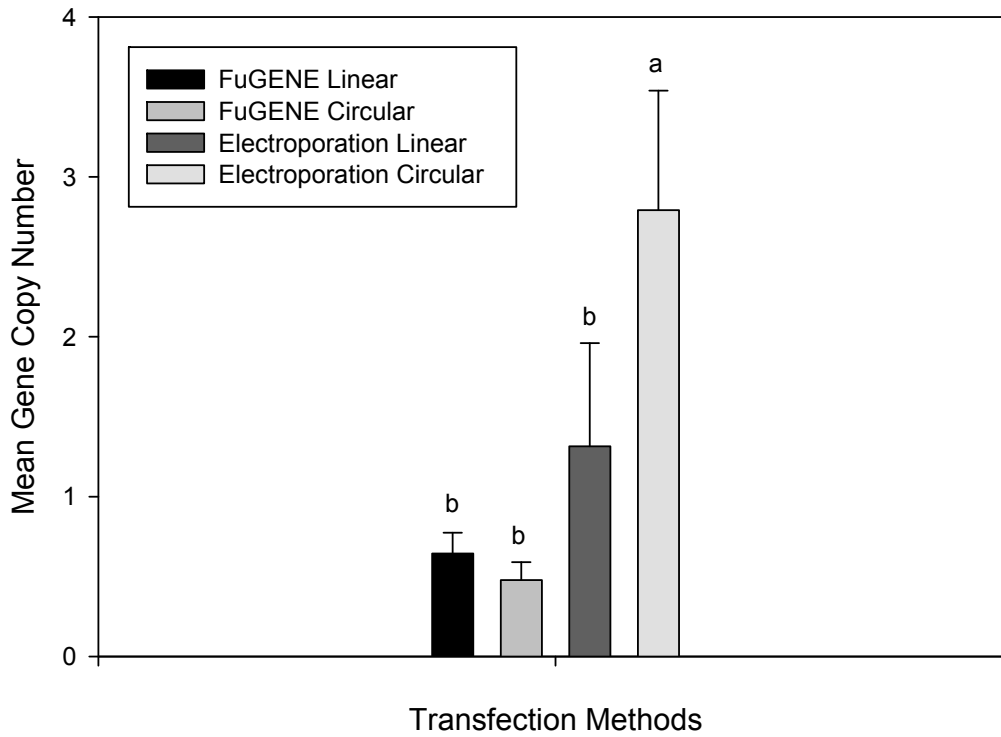 4
3
2
1
0
Mean Gene Copy Number
FuGENE Linear
FuGENE Circular
Electroporation Linear
Electroporation Circular
b
b
b
a
Transfection Methods